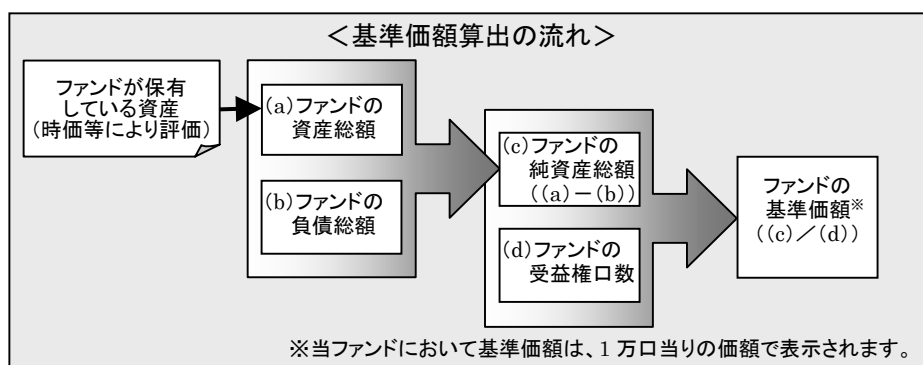 ＜基準価額算出の流れ＞
ファンドが保有
している資産
(時価等により評価)
(a)ファンドの
資産総額
(b)ファンドの
負債総額
(c)ファンドの
純資産総額
((a)－(b))
(d)ファンドの
受益権口数
ファンドの
基準価額※
((c)／(d))
※当ファンドにおいて基準価額は、1万口当りの価額で表示されます。